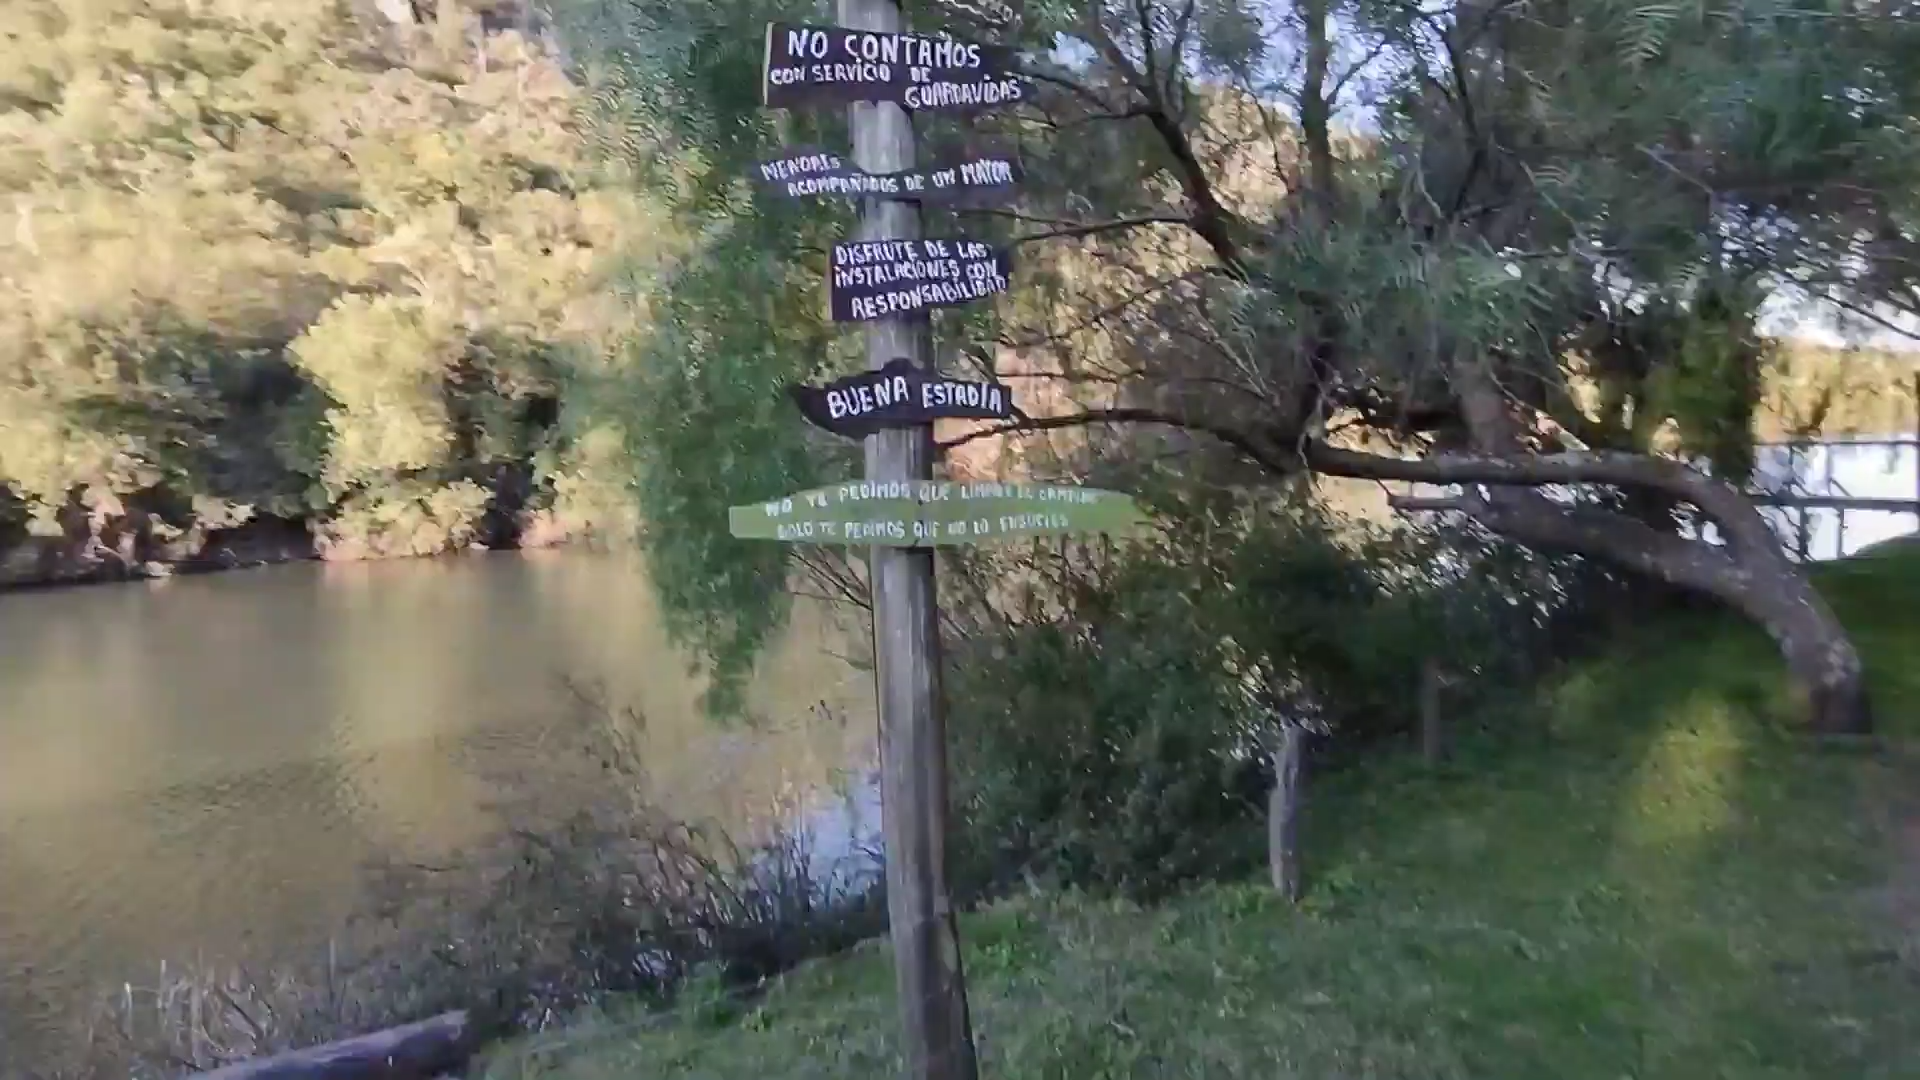 NO CONTAMOS
CON SERVICIO DE
GUARDAVIDAS
MENORES
ACOMPAÑADOS DE UN MAYOR
DISFRUTE DE LAS
INSTALACIONES CON
RESPONSABILIDAD
BUENA ESTADÍA
NO TE PEDIMOS QUE LIMPIES EL CAMPING
SOLO TE PEDIMOS QUE NO LO ENSUCIES